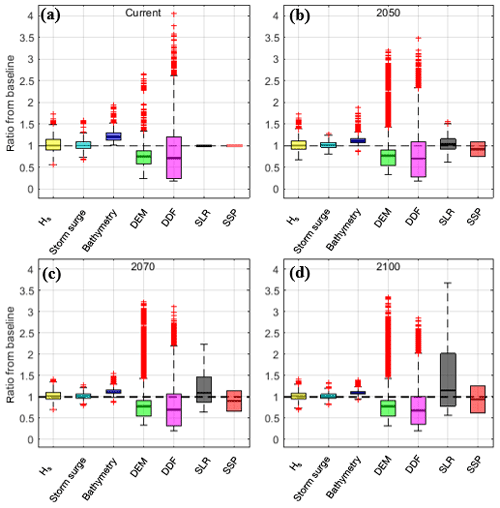 (a)
Current
Ratio from baseline
4
3.5
3
2.5
2
1.5
1
0.5
0
Hs
Storm surge
Bathymetry
DEM
DDF
SLR
SSP
(b)
2050
4
3.5
3
2.5
2
1.5
1
0.5
0
Hs
Storm surge
Bathymetry
DEM
DDF
SLR
SSP
(c)
2070
Ratio from baseline
4
3.5
3
2.5
2
1.5
1
0.5
0
Hs
Storm surge
Bathymetry
DEM
DDF
SLR
SSP
(d)
2100
4
3.5
3
2.5
2
1.5
1
0.5
0
Hs
Storm surge
Bathymetry
DEM
DDF
SLR
SSP